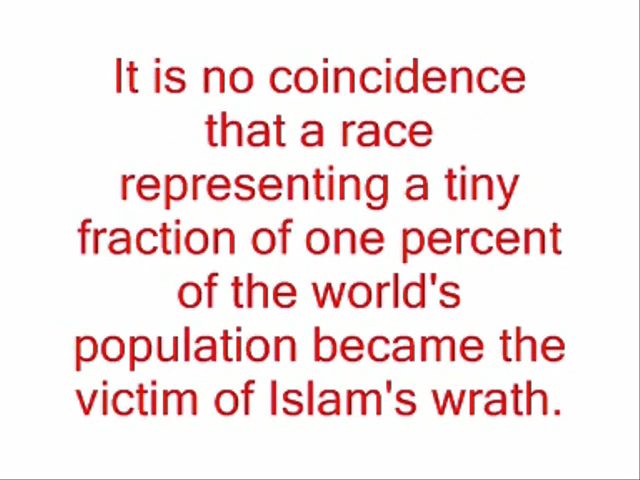 It is no coincidence
that a race
representing a tiny
fraction of one percent
of the world's
population became the
victim of Islam's wrath.